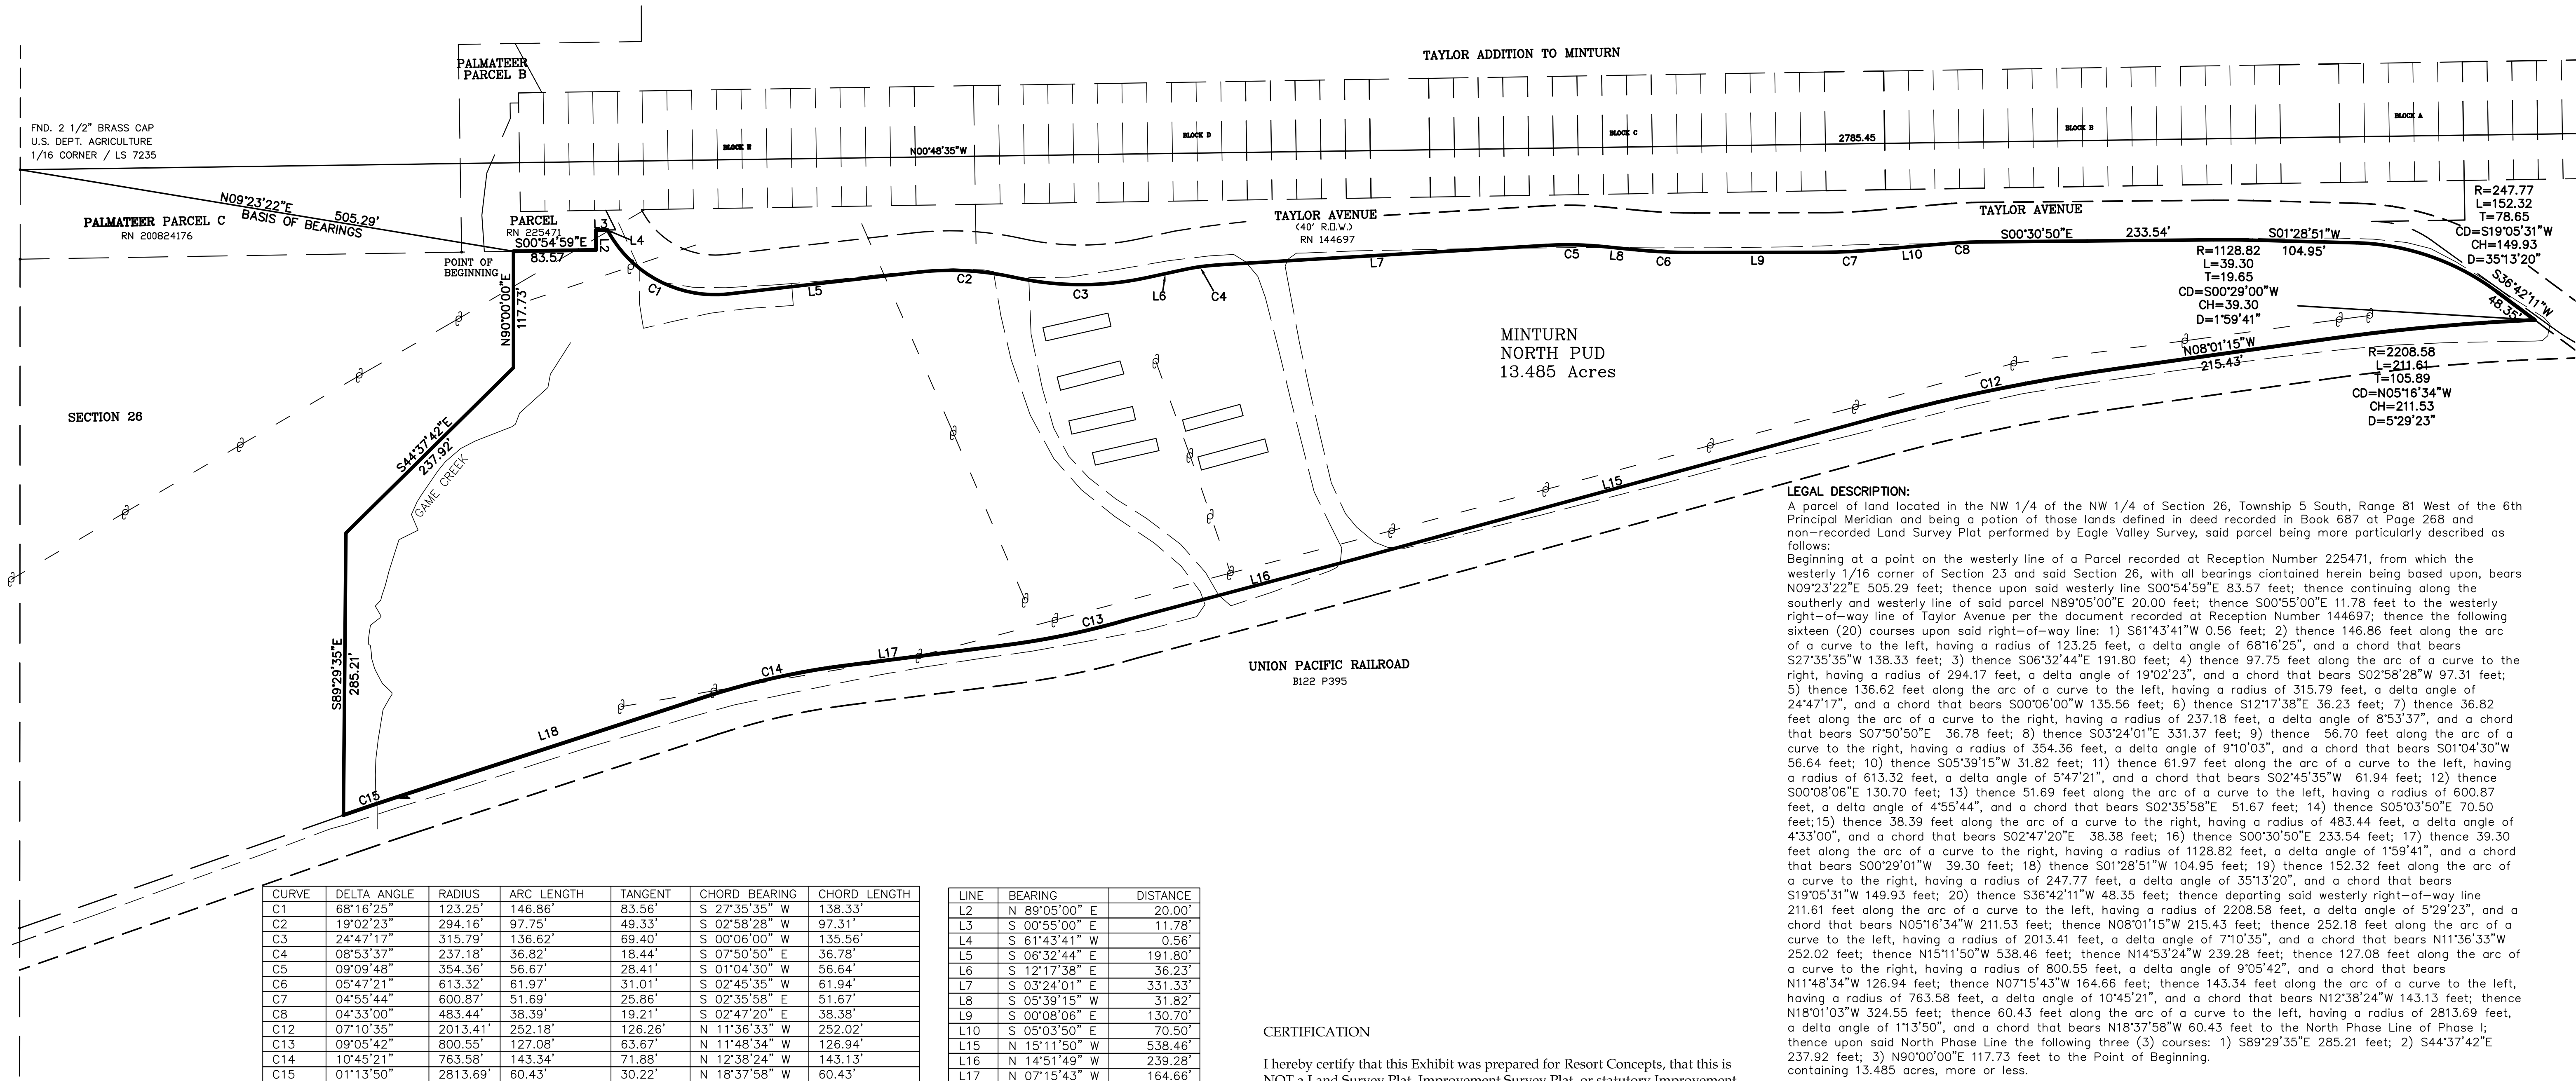 TAYLOR ADDITION TO MINTURN
PALMATEER
PARCEL B
FND. 2 1/2" BRASS CAP
U.S. DEPT. AGRICULTURE
1/16 CORNER / LS 7235
BLOCK E
N00°48'35"W
BLOCK D
BLOCK C
2785.45
BLOCK B
BLOCK A
N09°23'22"E 505.29'
BASIS OF BEARINGS
PALMATEER PARCEL C
RN 200824176
PARCEL
RN 225471
S00°54'59"E
83.57'
POINT OF
BEGINNING
L3
L2
L4
N90°00'00"E
117.73'
C1
L5
C2
C3
L6
C4
TAYLOR AVENUE
(40' R.O.W.)
RN 144697
L7
C5
L8
C6
L9
C7
L10
C8
TAYLOR AVENUE
S00°30'50"E 233.54'
S01°28'51"W
104.95'
R=247.77
L=152.32
T=78.65
CD=S19°05'31"W
CH=149.93
D=35°13'20"
S36°42'11"W
48.35'
R=1128.82
L=39.30
T=19.65
CD=S00°29'00"W
CH=39.30
D=1°59'41"
N08°01'15"W
215.43'
R=2208.58
L=211.61
T=105.89
CD=N05°16'34"W
CH=211.53
D=5°29'23"
MINTURN
NORTH PUD
13.485 Acres
SECTION 26
S44°37'42"E
237.92'
GAME CREEK
S89°29'35"E
285.21'
C12
L15
L16
C13
L17
C14
L18
C15
UNION PACIFIC RAILROAD
B122 P395
LEGAL DESCRIPTION:
A parcel of land located in the NW 1/4 of the NW 1/4 of Section 26, Township 5 South, Range 81 West of the 6th
Principal Meridian and being a potion of those lands defined in deed recorded in Book 687 at Page 268 and
non-recorded Land Survey Plat performed by Eagle Valley Survey, said parcel being more particularly described as
follows:
Beginning at a point on the westerly line of a Parcel recorded at Reception Number 225471, from which the
westerly 1/16 corner of Section 23 and said Section 26, with all bearings ciontained herein being based upon, bears
N09°23'22"E 505.29 feet; thence upon said westerly line S00°54'59"E 83.57 feet; thence continuing along the
southerly and westerly line of said parcel N89°05'00"E 20.00 feet; thence S00°55'00"E 11.78 feet to the westerly
right-of-way line of Taylor Avenue per the document recorded at Reception Number 144697; thence the following
sixteen (20) courses upon said right-of-way line: 1) S61°43'41"W 0.56 feet; 2) thence 146.86 feet along the arc
of a curve to the left, having a radius of 123.25 feet, a delta angle of 68°16'25", and a chord that bears
S27°35'35"W 138.33 feet; 3) thence S06°32'44"E 191.80 feet; 4) thence 97.75 feet along the arc of a curve to the
right, having a radius of 294.17 feet, a delta angle of 19°02'23", and a chord that bears S02°58'28"W 97.31 feet;
5) thence 136.62 feet along the arc of a curve to the left, having a radius of 315.79 feet, a delta angle of
24°47'17", and a chord that bears S00°06'00"W 135.56 feet; 6) thence S12°17'38"E 36.23 feet; 7) thence 36.82
feet along the arc of a curve to the right, having a radius of 237.18 feet, a delta angle of 8°53'37", and a chord
that bears S07°50'50"E 36.78 feet; 8) thence S03°24'01"E 331.37 feet; 9) thence 56.70 feet along the arc of a
curve to the right, having a radius of 354.36 feet, a delta angle of 9°10'03", and a chord that bears S01°04'30"W
56.64 feet; 10) thence S05°39'15"W 31.82 feet; 11) thence 61.97 feet along the arc of a curve to the left, having
a radius of 613.32 feet, a delta angle of 5°47'21", and a chord that bears S02°45'35"W 61.94 feet; 12) thence
S00°08'06"E 130.70 feet; 13) thence 51.69 feet along the arc of a curve to the left, having a radius of 600.87
feet, a delta angle of 4°55'44", and a chord that bears S02°35'58"E 51.67 feet; 14) thence S05°03'50"E 70.50
feet;15) thence 38.39 feet along the arc of a curve to the right, having a radius of 483.44 feet, a delta angle of
4°33'00", and a chord that bears S02°47'20"E 38.38 feet; 16) thence S00°30'50"E 233.54 feet; 17) thence 39.30
feet along the arc of a curve to the right, having a radius of 1128.82 feet, a delta angle of 1°59'41", and a chord
that bears S00°29'01"W 39.30 feet; 18) thence S01°28'51"W 104.95 feet; 19) thence 152.32 feet along the arc of
a curve to the right, having a radius of 247.77 feet, a delta angle of 35°13'20", and a chord that bears
S19°05'31"W 149.93 feet; 20) thence S36°42'11"W 48.35 feet; thence departing said westerly right-of-way line
211.61 feet along the arc of a curve to the left, having a radius of 2208.58 feet, a delta angle of 5°29'23", and a
chord that bears N05°16'34"W 211.53 feet; thence N08°01'15"W 215.43 feet; thence 252.18 feet along the arc of a
curve to the left, having a radius of 2013.41 feet, a delta angle of 7°10'35", and a chord that bears N11°36'33"W
252.02 feet; thence N15°11'50"W 538.46 feet; thence N14°53'24"W 239.28 feet; thence 127.08 feet along the arc of
a curve to the right, having a radius of 800.55 feet, a delta angle of 9°05'42", and a chord that bears
N11°48'34"W 126.94 feet; thence N07°15'43"W 164.66 feet; thence 143.34 feet along the arc of a curve to the left,
having a radius of 763.58 feet, a delta angle of 10°45'21", and a chord that bears N12°38'24"W 143.13 feet; thence
N18°01'03"W 324.55 feet; thence 60.43 feet along the arc of a curve to the left, having a radius of 2813.69 feet,
a delta angle of 1°13'50", and a chord that bears N18°37'58"W 60.43 feet to the North Phase Line of Phase I;
thence upon said North Phase Line the following three (3) courses: 1) S89°29'35"E 285.21 feet; 2) S44°37'42"E
237.92 feet; 3) N90°00'00"E 117.73 feet to the Point of Beginning.
containing 13.485 acres, more or less.
CURVE DELTA ANGLE RADIUS ARC LENGTH TANGENT CHORD BEARING CHORD LENGTH
C1 68°16'25" 123.25' 146.86' 83.56' S 27°35'35" W 138.33'
C2 19°02'23" 294.16' 97.75' 49.33' S 02°58'28" W 97.31'
C3 24°47'17" 315.79' 136.62' 69.40' S 00°06'00" W 135.56'
C4 08°53'37" 237.18' 36.82' 18.44' S 07°50'50" E 36.78'
C5 09°09'48" 354.36' 56.67' 28.41' S 01°04'30" W 56.64'
C6 05°47'21" 613.32' 61.97' 31.01' S 02°45'35" W 61.94'
C7 04°55'44" 600.87' 51.69' 25.86' S 02°35'58" E 51.67'
C8 04°33'00" 483.44' 38.39' 19.21' S 02°47'20" E 38.38'
C12 07°10'35" 2013.41' 252.18' 126.26' N 11°36'33" W 252.02'
C13 09°05'42" 800.55' 127.08' 63.67' N 11°48'34" W 126.94'
C14 10°45'21" 763.58' 143.34' 71.88' N 12°38'24" W 143.13'
C15 01°13'50" 2813.69' 60.43' 30.22' N 18°37'58" W 60.43'
LINE BEARING DISTANCE
L2 N 89°05'00" E 20.00'
L3 S 00°55'00" E 11.78'
L4 S 61°43'41" W 0.56'
L5 S 06°32'44" E 191.80'
L6 S 12°17'38" E 36.23'
L7 S 03°24'01" E 331.33'
L8 S 05°39'15" W 31.82'
L9 S 00°08'06" E 130.70'
L10 S 05°03'50" E 70.50'
L15 N 15°11'50" W 538.46'
L16 N 14°51'49" W 239.28'
L17 N 07°15'43" W 164.66'
CERTIFICATION
I hereby certify that this Exhibit was prepared for Resort Concepts, that this is
NOT a Land Survey Plat, Improvement Survey Plat, or statutory Improvement